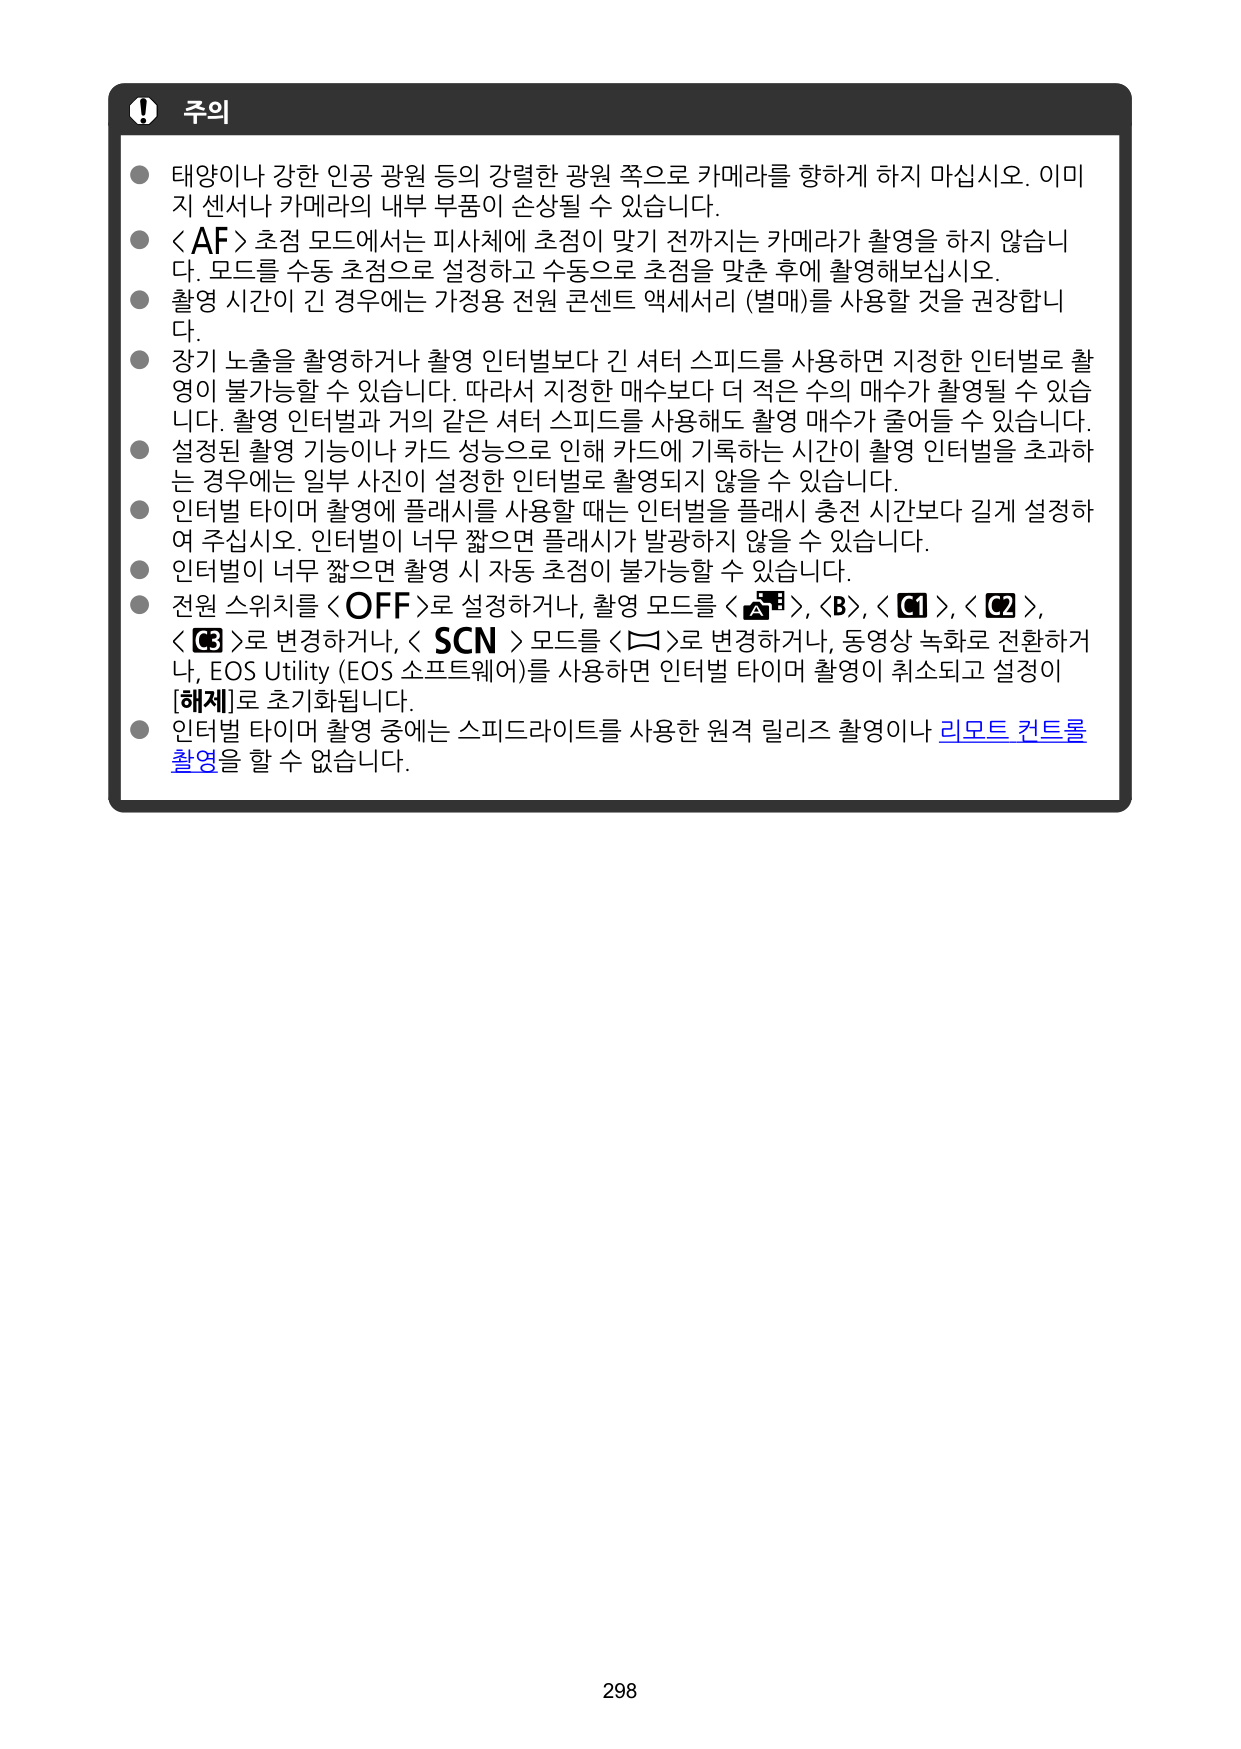 주의
● 태양이나 강한 인공 광원 등의 강렬한 광원 쪽으로 카메라를 향하게 하지 마십시오. 이미
지 센서나 카메라의 내부 부품이 손상될 수 있습니다.
● <AF> 초점 모드에서는 피사체에 초점이 맞기 전까지는 카메라가 촬영을 하지 않습니
다. 모드를 수동 초점으로 설정하고 수동으로 초점을 맞춘 후에 촬영해보십시오.
● 촬영 시간이 긴 경우에는 가정용 전원 콘센트 액세서리 (별매)를 사용할 것을 권장합니
다.
● 장기 노출을 촬영하거나 촬영 인터벌보다 긴 셔터 스피드를 사용하면 지정한 인터벌로 촬
영이 불가능할 수 있습니다. 따라서 지정한 매수보다 더 적은 수의 매수가 촬영될 수 있습
니다. 촬영 인터벌과 거의 같은 셔터 스피드를 사용해도 촬영 매수가 줄어들 수 있습니다.
● 설정된 촬영 기능이나 카드 성능으로 인해 카드에 기록하는 시간이 촬영 인터벌을 초과하
는 경우에는 일부 사진이 설정한 인터벌로 촬영되지 않을 수 있습니다.
● 인터벌 타이머 촬영에 플래시를 사용할 때는 인터벌을 플래시 충전 시간보다 길게 설정하
여 주십시오. 인터벌이 너무 짧으면 플래시가 발광하지 않을 수 있습니다.
● 인터벌이 너무 짧으면 촬영 시 자동 초점이 불가능할 수 있습니다.
● 전원 스위치를 <OFF>로 설정하거나, 촬영 모드를 <A>, <B>, <C1>, <C2>,
<C3>로 변경하거나, <SCN> 모드를 < >로 변경하거나, 동영상 녹화로 전환하거
나, EOS Utility (EOS 소프트웨어)를 사용하면 인터벌 타이머 촬영이 취소되고 설정이
[해제]로 초기화됩니다.
● 인터벌 타이머 촬영 중에는 스피드라이트를 사용한 원격 릴리즈 촬영이나 리모트 컨트롤
촬영을 할 수 없습니다.
298